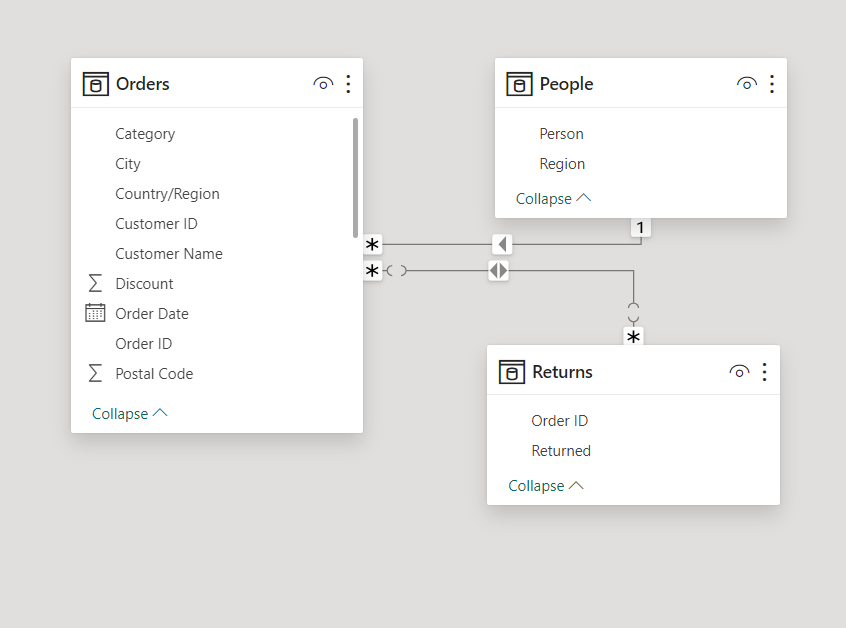 Orders
Category
City
Country/Region
Customer ID
Customer Name
Discount
Order Date
Order ID
Postal Code
Collapse
People
Person
Region
Collapse
1
*
*
*
Returns
Order ID
Returned
Collapse